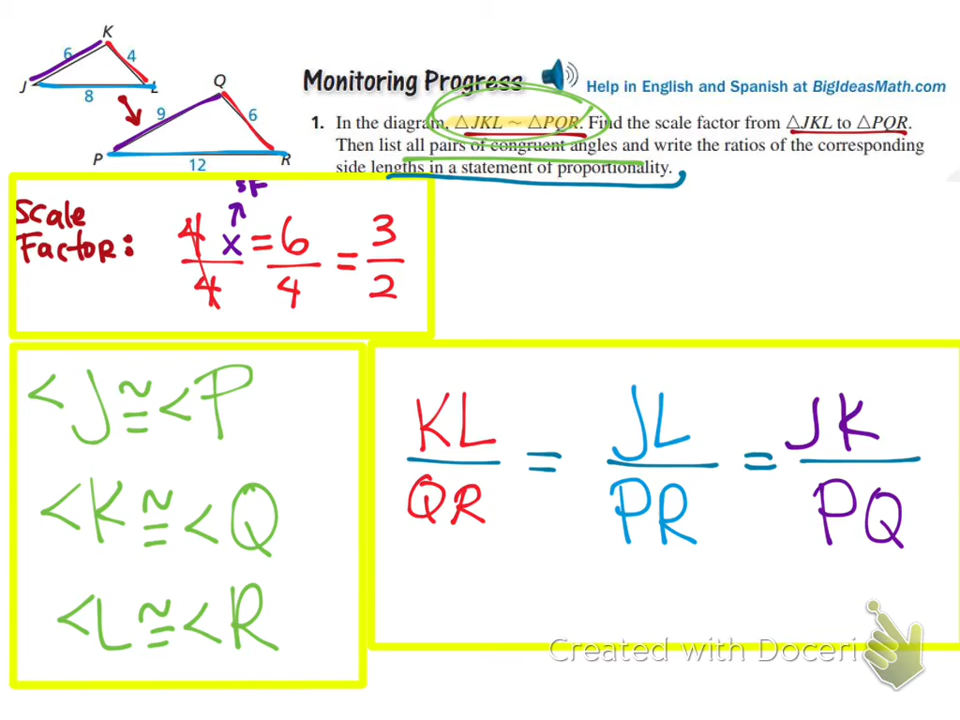 K
6
4
J
L
8
Q
9
6
P
R
12
Monitoring Progress
Help in English and Spanish at BigIdeasMath.com
1. In the diagram, △JKL ~ △PQR. Find the scale factor from △JKL to △PQR.
Then list all pairs of congruent angles and write the ratios of the corresponding
side lengths in a statement of proportionality.
SF
Scale
Factor:
4 x = 6 = 3
4 4 2
<J ≅ <P
<K ≅ <Q
<L ≅ <R
KL = JL = JK
QR PR PQ
Created with Doceri